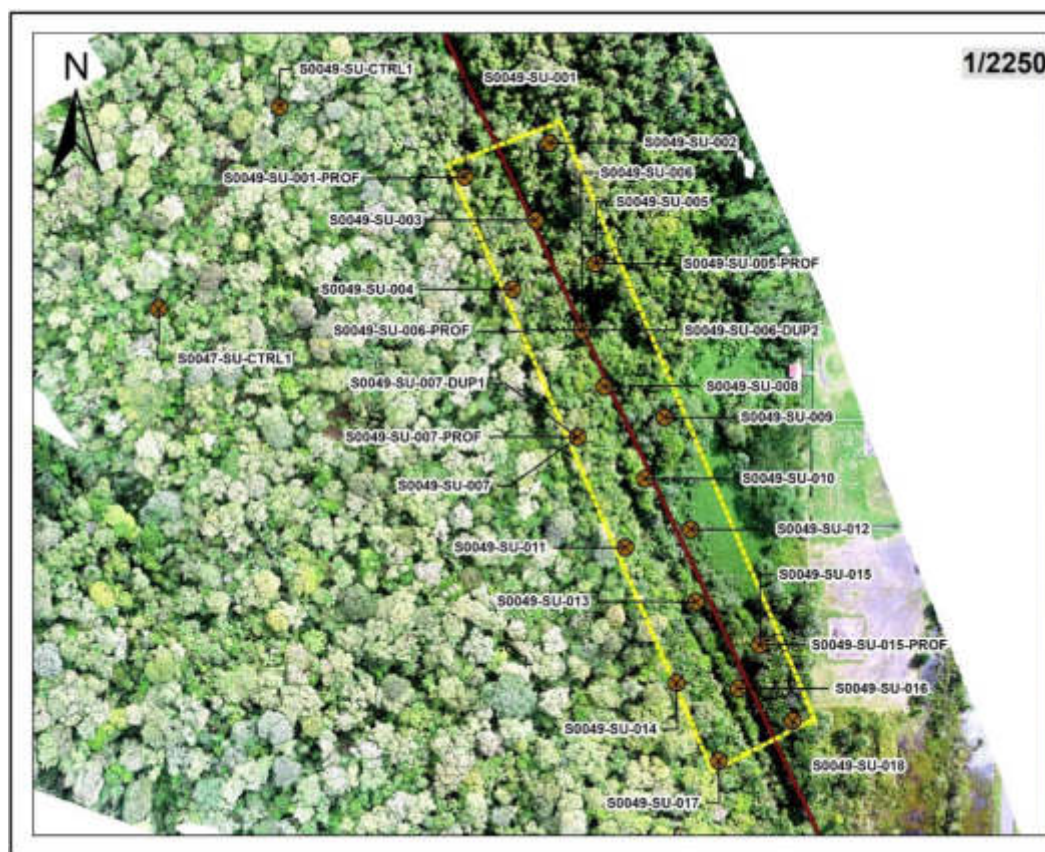 N
1/2250
S0049-SU-CTRL1
S0049-SU-001
S0049-SU-002
S0049-SU-006
S0049-SU-001-PROF
S0049-SU-005
S0049-SU-003
S0049-SU-005-PROF
S0049-SU-004
S0049-SU-006-PROF
S0049-SU-006-DUP2
S0047-SU-CTRL1
S0049-SU-007-DUP1
S0049-SU-008
S0049-SU-009
S0049-SU-007-PROF
S0049-SU-010
S0049-SU-007
S0049-SU-012
S0049-SU-011
S0049-SU-015
S0049-SU-013
S0049-SU-015-PROF
S0049-SU-016
S0049-SU-014
S0049-SU-018
S0049-SU-017